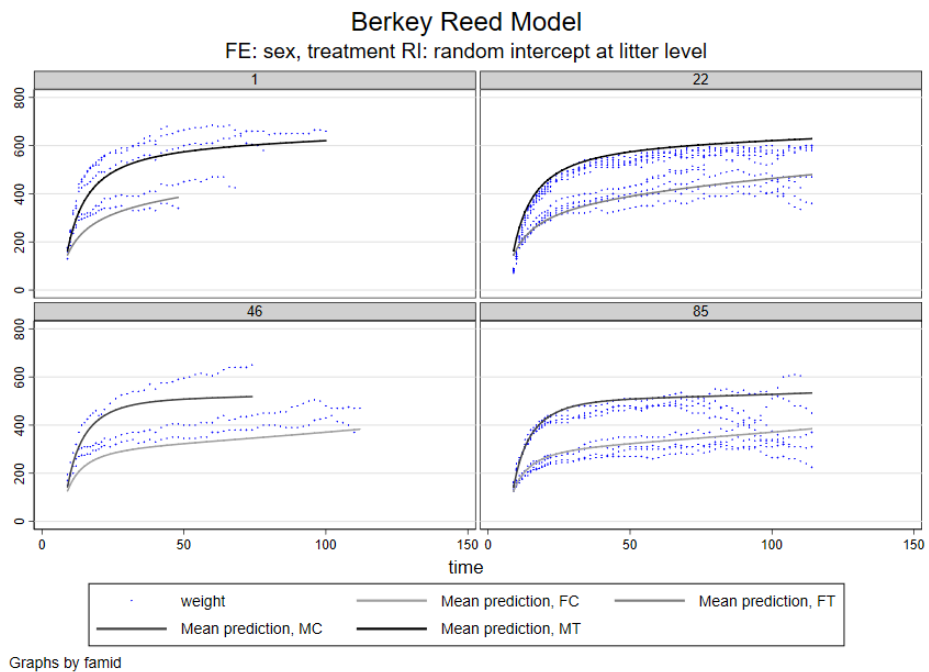 Berkey Reed Model
FE: sex, treatment RI: random intercept at litter level
1 22
800
600
400
200
0
46 85
800
600
400
200
0
0 50 100 150 0 50 100 150
time
weight Mean prediction, FC Mean prediction, FT
Mean prediction, MC Mean prediction, MT
Graphs by famid